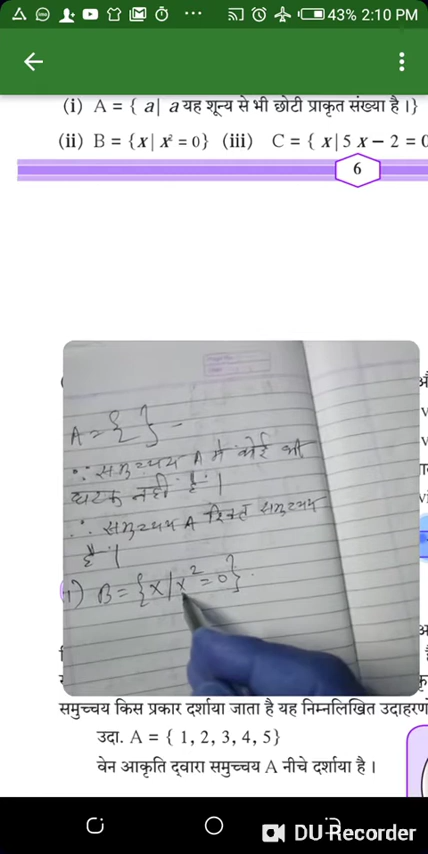 43% 2:10 PM
(i) A = { a| a यह शून्य से भी छोटी प्राकृत संख्या है ।}
(ii) B = {x| x² = 0} (iii) C = { x|5 x – 2 = 0
6
A = { } –
∵ समुच्चय A में कोई भी
घटक नहीं है ।
∴ समुच्चय A रिक्त समुच्चय
है ।
B = {x|x² = 0}.
समुच्चय किस प्रकार दर्शाया जाता है यह निम्नलिखित उदाहरण
उदा. A = { 1, 2, 3, 4, 5}
वेन आकृति द्वारा समुच्चय A नीचे दर्शाया है ।
DU-Recorder